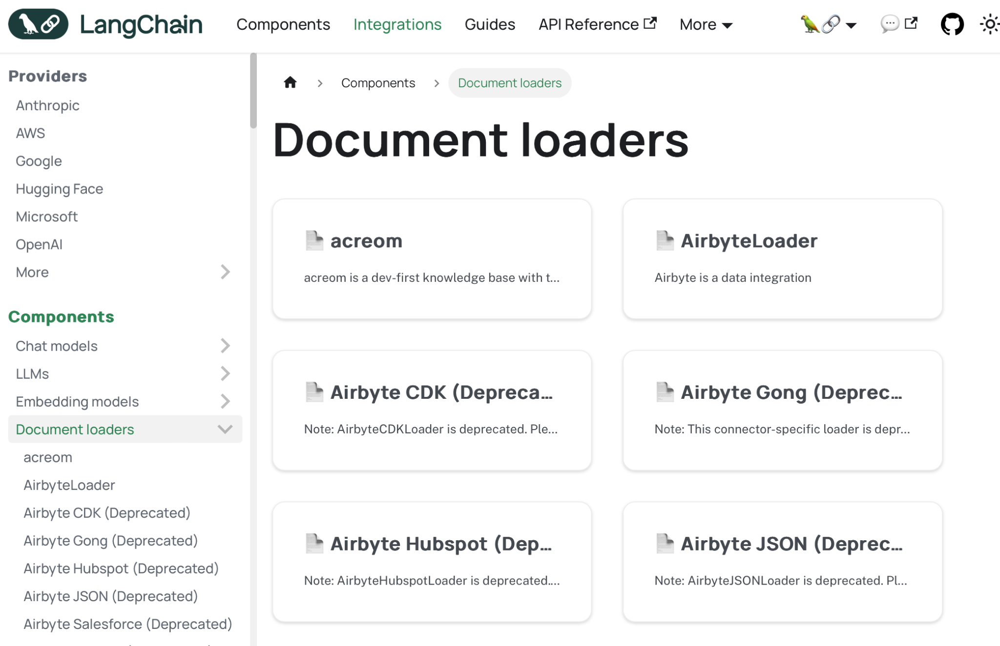 LangChain
Components
Integrations
Guides
API Reference
More
Providers
Anthropic
AWS
Google
Hugging Face
Microsoft
OpenAI
More
Components
Chat models
LLMs
Embedding models
Document loaders
acreom
AirbyteLoader
Airbyte CDK (Deprecated)
Airbyte Gong (Deprecated)
Airbyte Hubspot (Deprecated)
Airbyte JSON (Deprecated)
Airbyte Salesforce (Deprecated)
Components
Document loaders
Document loaders
acreom
acreom is a dev-first knowledge base with t...
AirbyteLoader
Airbyte is a data integration
Airbyte CDK (Depreca...
Note: AirbyteCDKLoader is deprecated. Ple...
Airbyte Gong (Deprec...
Note: This connector-specific loader is depr...
Airbyte Hubspot (Dep...
Note: AirbyteHubspotLoader is deprecated....
Airbyte JSON (Deprec...
Note: AirbyteJSONLoader is deprecated. Pl...